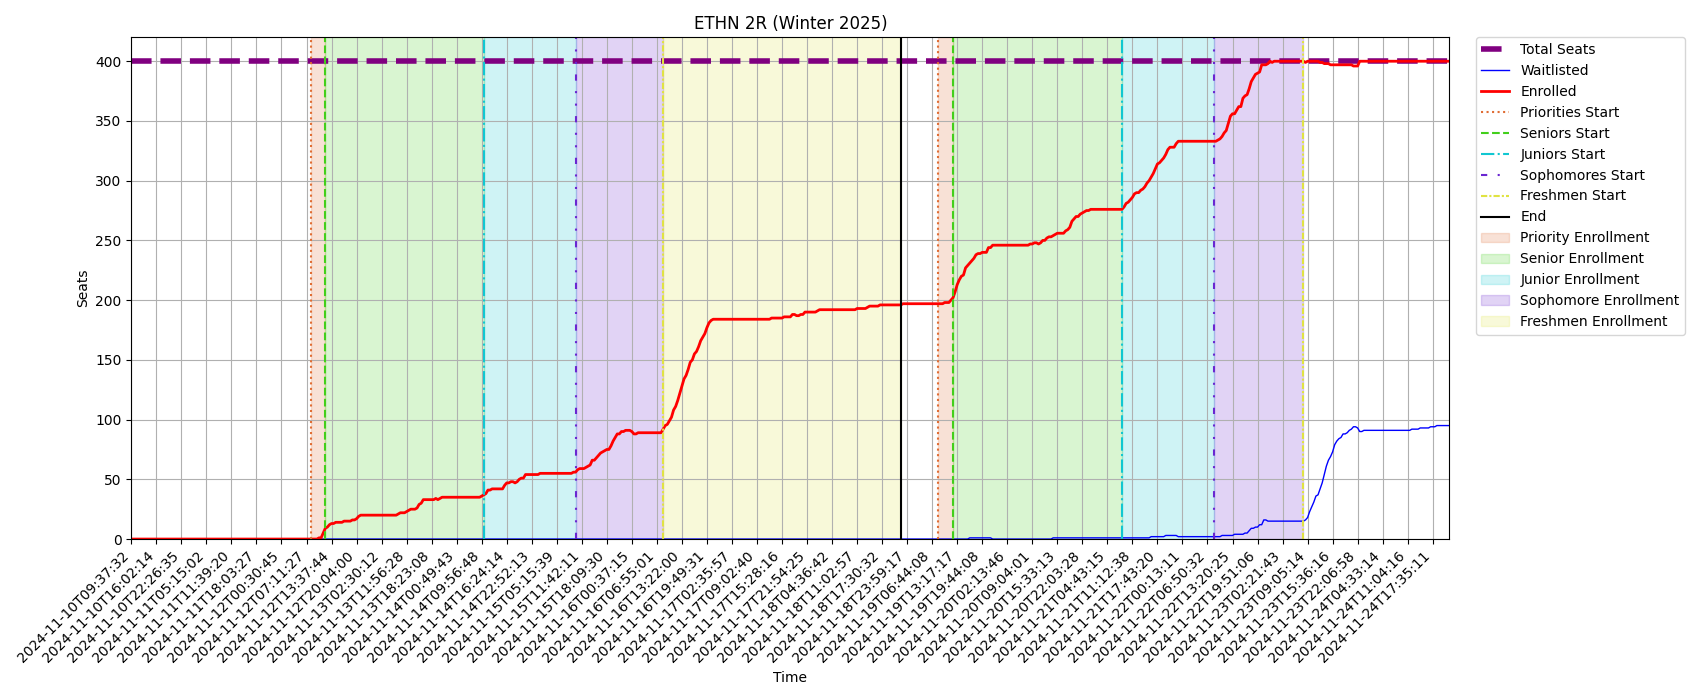 ETHN 2R (Winter 2025)
Total Seats
Waitlisted
Enrolled
Priorities Start
Seniors Start
Juniors Start
Sophomores Start
Freshmen Start
End
Priority Enrollment
Senior Enrollment
Junior Enrollment
Sophomore Enrollment
Freshmen Enrollment
Seats
400
350
300
250
200
150
100
50
0
2024-11-10T09:37:32
2024-11-10T16:02:14
2024-11-10T22:26:35
2024-11-11T05:15:02
2024-11-11T11:39:20
2024-11-11T18:03:27
2024-11-12T00:30:45
2024-11-12T07:11:27
2024-11-12T13:37:44
2024-11-12T20:04:00
2024-11-13T02:30:12
2024-11-13T11:56:28
2024-11-13T18:23:08
2024-11-14T00:49:43
2024-11-14T09:56:48
2024-11-14T16:24:14
2024-11-14T22:52:13
2024-11-15T05:15:39
2024-11-15T11:42:11
2024-11-15T18:09:30
2024-11-16T00:37:15
2024-11-16T06:55:01
2024-11-16T13:22:00
2024-11-16T19:49:31
2024-11-17T02:35:57
2024-11-17T09:02:40
2024-11-17T15:28:16
2024-11-17T21:54:25
2024-11-18T04:36:42
2024-11-18T11:02:57
2024-11-18T17:30:32
2024-11-18T23:59:17
2024-11-19T06:44:08
2024-11-19T13:17:17
2024-11-19T19:44:08
2024-11-20T02:13:46
2024-11-20T09:04:01
2024-11-20T15:33:13
2024-11-20T22:03:28
2024-11-21T04:43:15
2024-11-21T11:12:38
2024-11-21T17:43:20
2024-11-22T00:13:11
2024-11-22T06:50:32
2024-11-22T13:20:25
2024-11-22T19:51:06
2024-11-23T02:21:43
2024-11-23T09:05:14
2024-11-23T15:36:16
2024-11-23T22:06:58
2024-11-24T04:33:14
2024-11-24T11:04:16
2024-11-24T17:35:11
Time